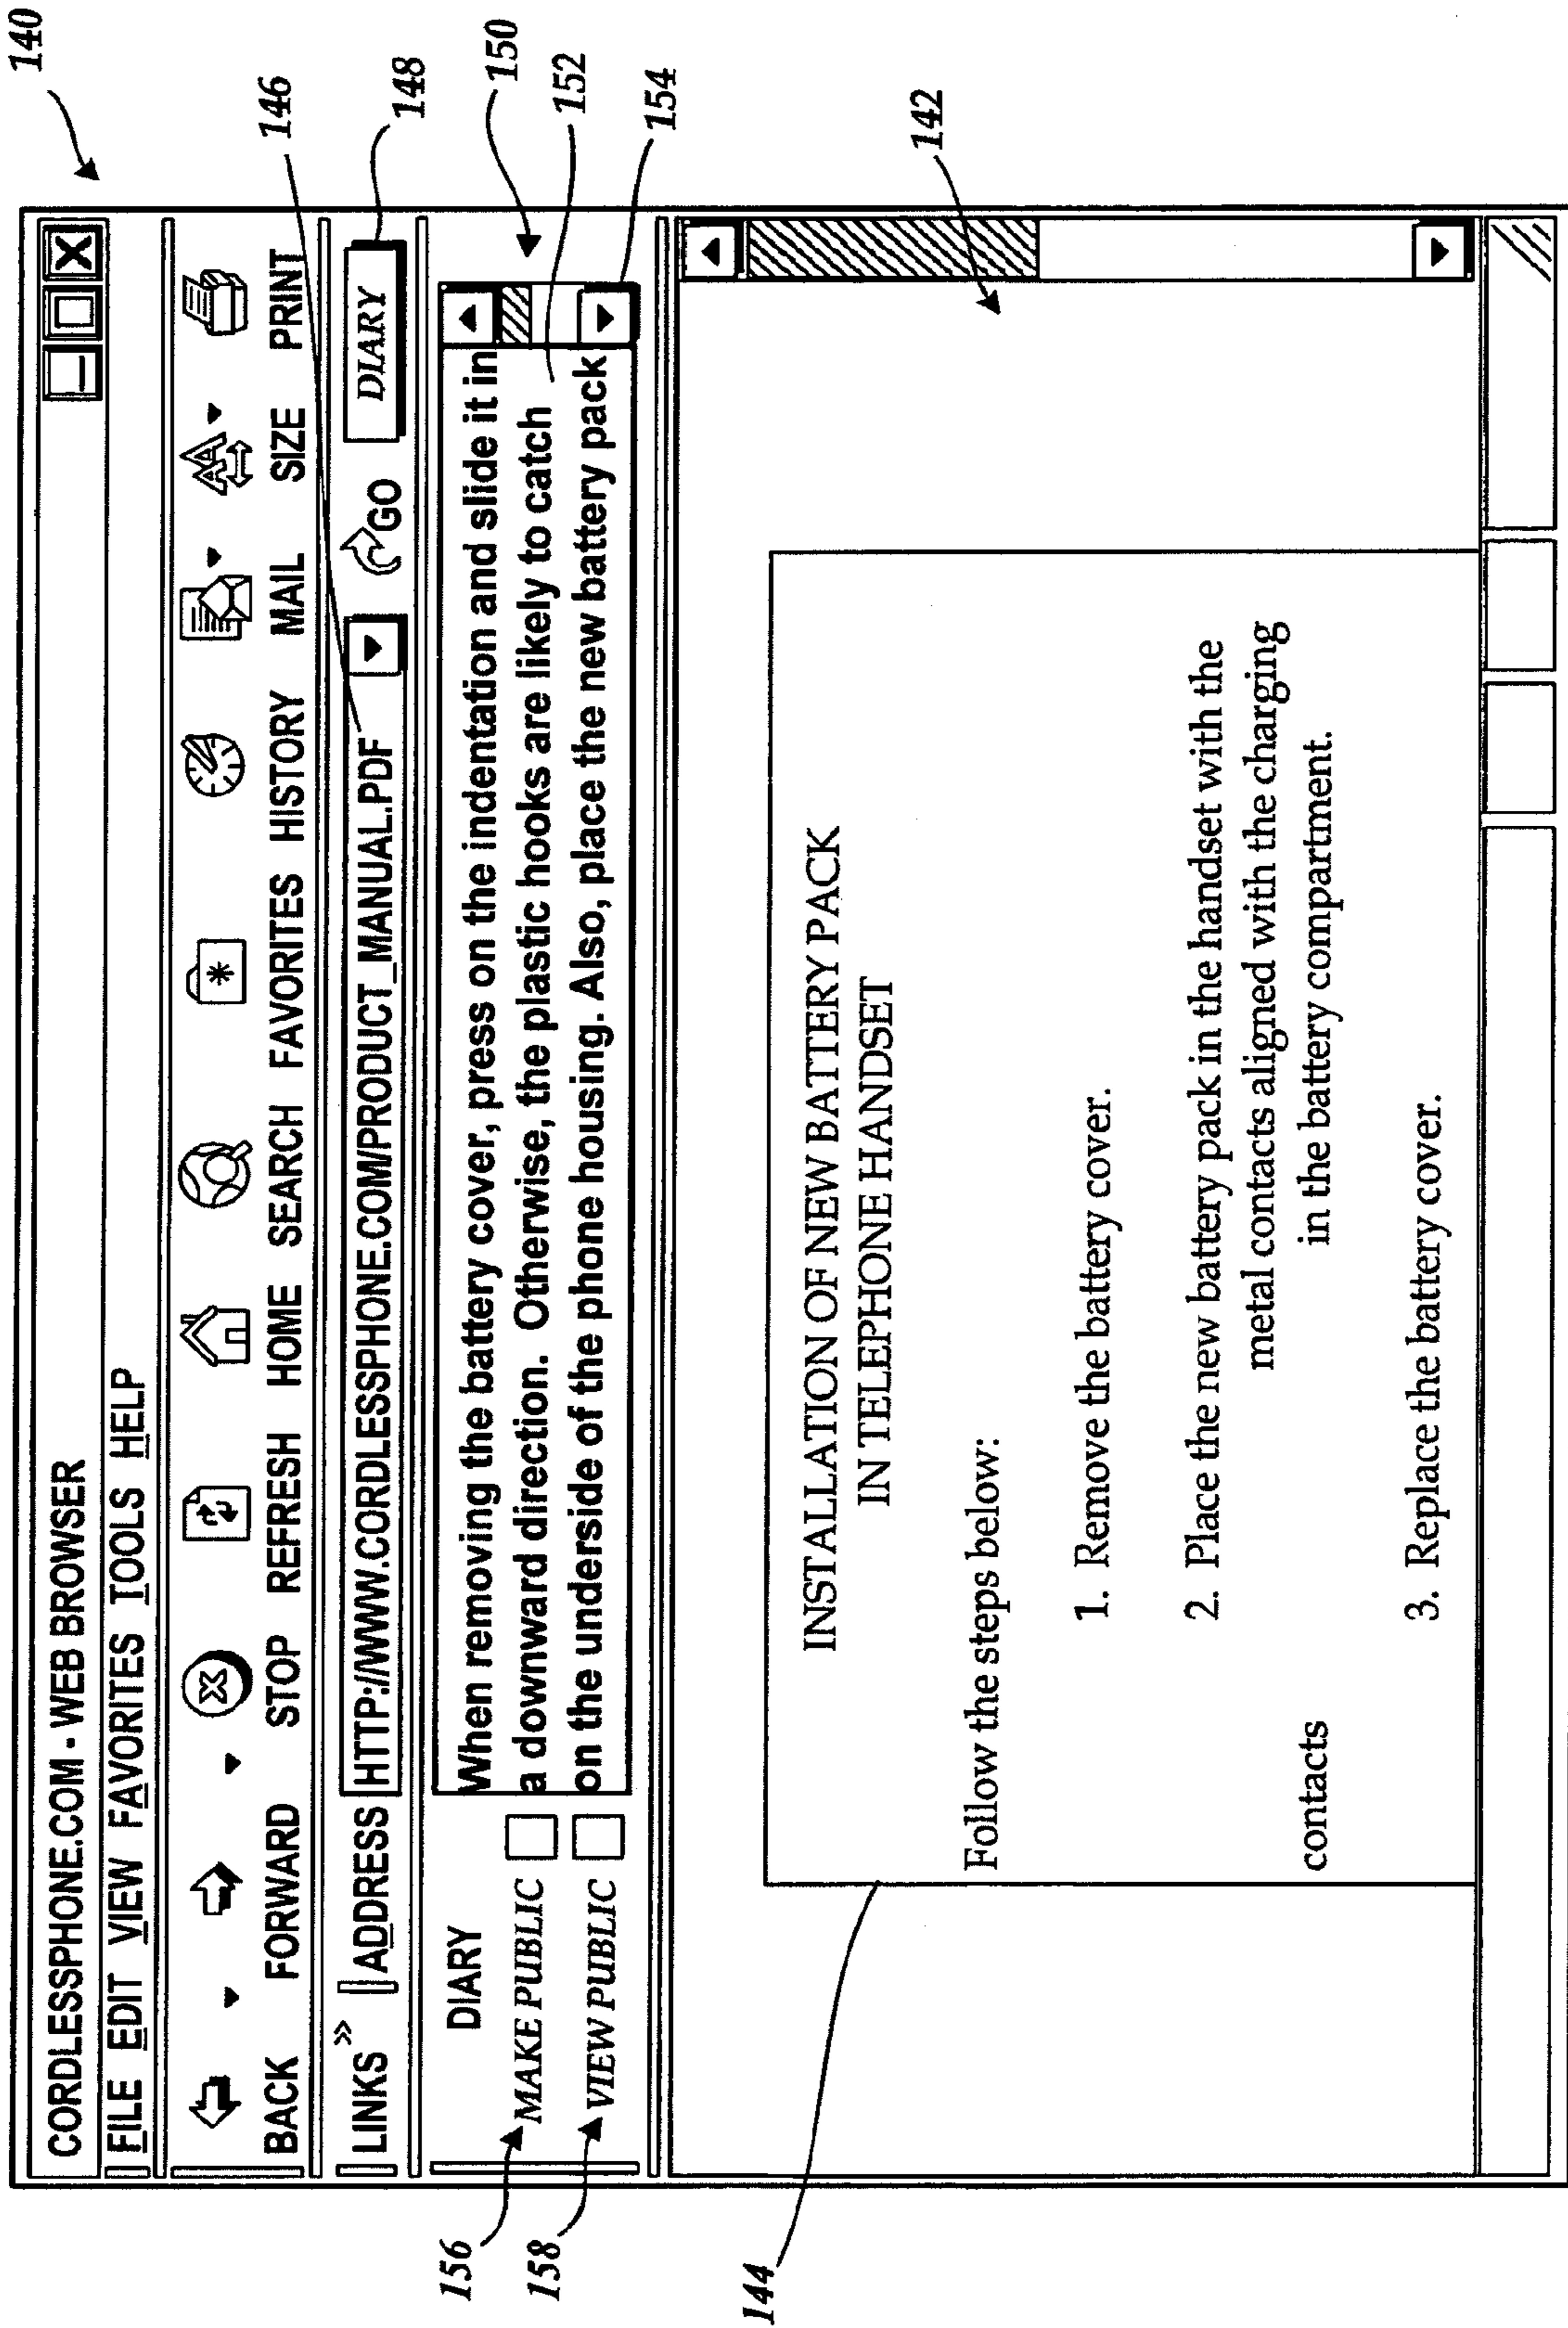 140
CORDLESSPHONE.COM - WEB BROWSER
FILE EDIT VIEW FAVORITES TOOLS HELP
BACK FORWARD STOP REFRESH HOME SEARCH FAVORITES HISTORY MAIL SIZE PRINT
146
LINKS » ADDRESS HTTP://WWW.CORDLESSPHONE.COM/PRODUCT_MANUAL.PDF GO DIARY
148
DIARY
156 MAKE PUBLIC
158 VIEW PUBLIC
When removing the battery cover, press on the indentation and slide it in
a downward direction. Otherwise, the plastic hooks are likely to catch
on the underside of the phone housing. Also, place the new battery pack
150
152
154
144
142
INSTALLATION OF NEW BATTERY PACK
IN TELEPHONE HANDSET
Follow the steps below:
1. Remove the battery cover.
2. Place the new battery pack in the handset with the
metal contacts aligned with the charging
contacts in the battery compartment.
3. Replace the battery cover.